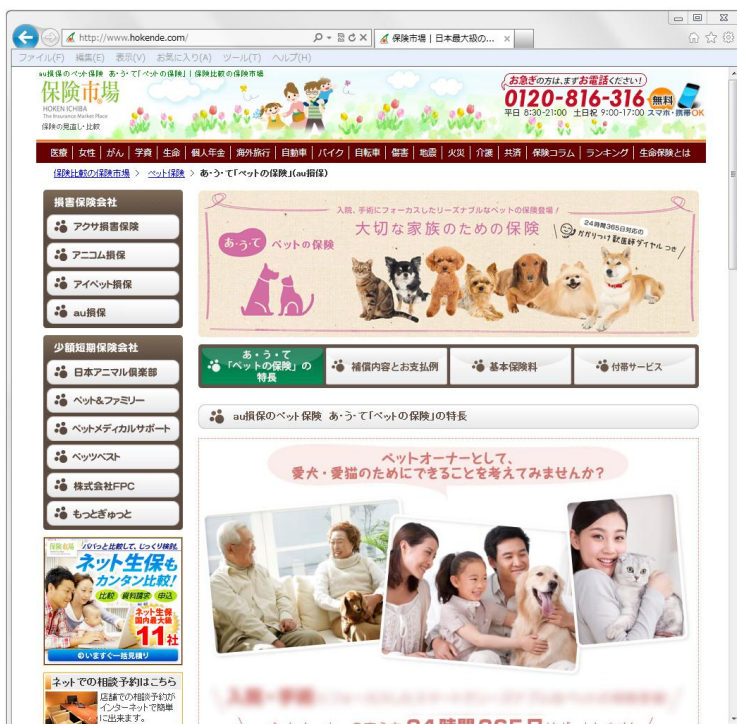 http://www.hokende.com/
保険市場 | 日本最大級の...
ファイル(F) 編集(E) 表示(V) お気に入り(A) ツール(T) ヘルプ(H)
au損保のペット保険 あ・う・て「ペットの保険」 | 保険比較の保険市場
保険市場
HOKEN ICHIBA
The Insurance Market Place
保険の見直し・比較
お急ぎの方は、まずお電話ください!
0120-816-316 無料
平日 8:30-21:00 土日祝 9:00-17:00 スマホ・携帯OK
医療 | 女性 | がん | 学資 | 生命 | 個人年金 | 海外旅行 | 自動車 | バイク | 自転車 | 傷害 | 地震 | 火災 | 介護 | 共済 | 保険コラム | ランキング | 生命保険とは
保険比較の保険市場 > ペット保険 > あ・う・て「ペットの保険」(au損保)
損害保険会社
アクサ損害保険
アニコム損保
アイペット損保
au損保
少額短期保険会社
日本アニマル倶楽部
ペット&ファミリー
ペットメディカルサポート
ペッツベスト
株式会社FPC
もっとぎゅっと
保険市場
パパっと比較して、じっくり検討。
ネット生保も
カンタン比較!
比較 資料請求 申込
ネット生保
国内最大級
11社
いますぐ一括見積り
ネットでの相談予約はこちら
店舗での相談予約が
インターネットで簡単
に出来ます。
入院、手術にフォーカスしたリーズナブルなペットの保険登場!
大切な家族のための保険
あ・う・て ペットの保険
24時間365日対応の
かかりつけ獣医師ダイヤルつき
あ・う・て
「ペットの保険」の
特長
補償内容とお支払例
基本保険料
付帯サービス
au損保のペット保険 あ・う・て「ペットの保険」の特長
ペットオーナーとして、
愛犬・愛猫のためにできることを考えてみませんか?
入院・手術
24時間365日